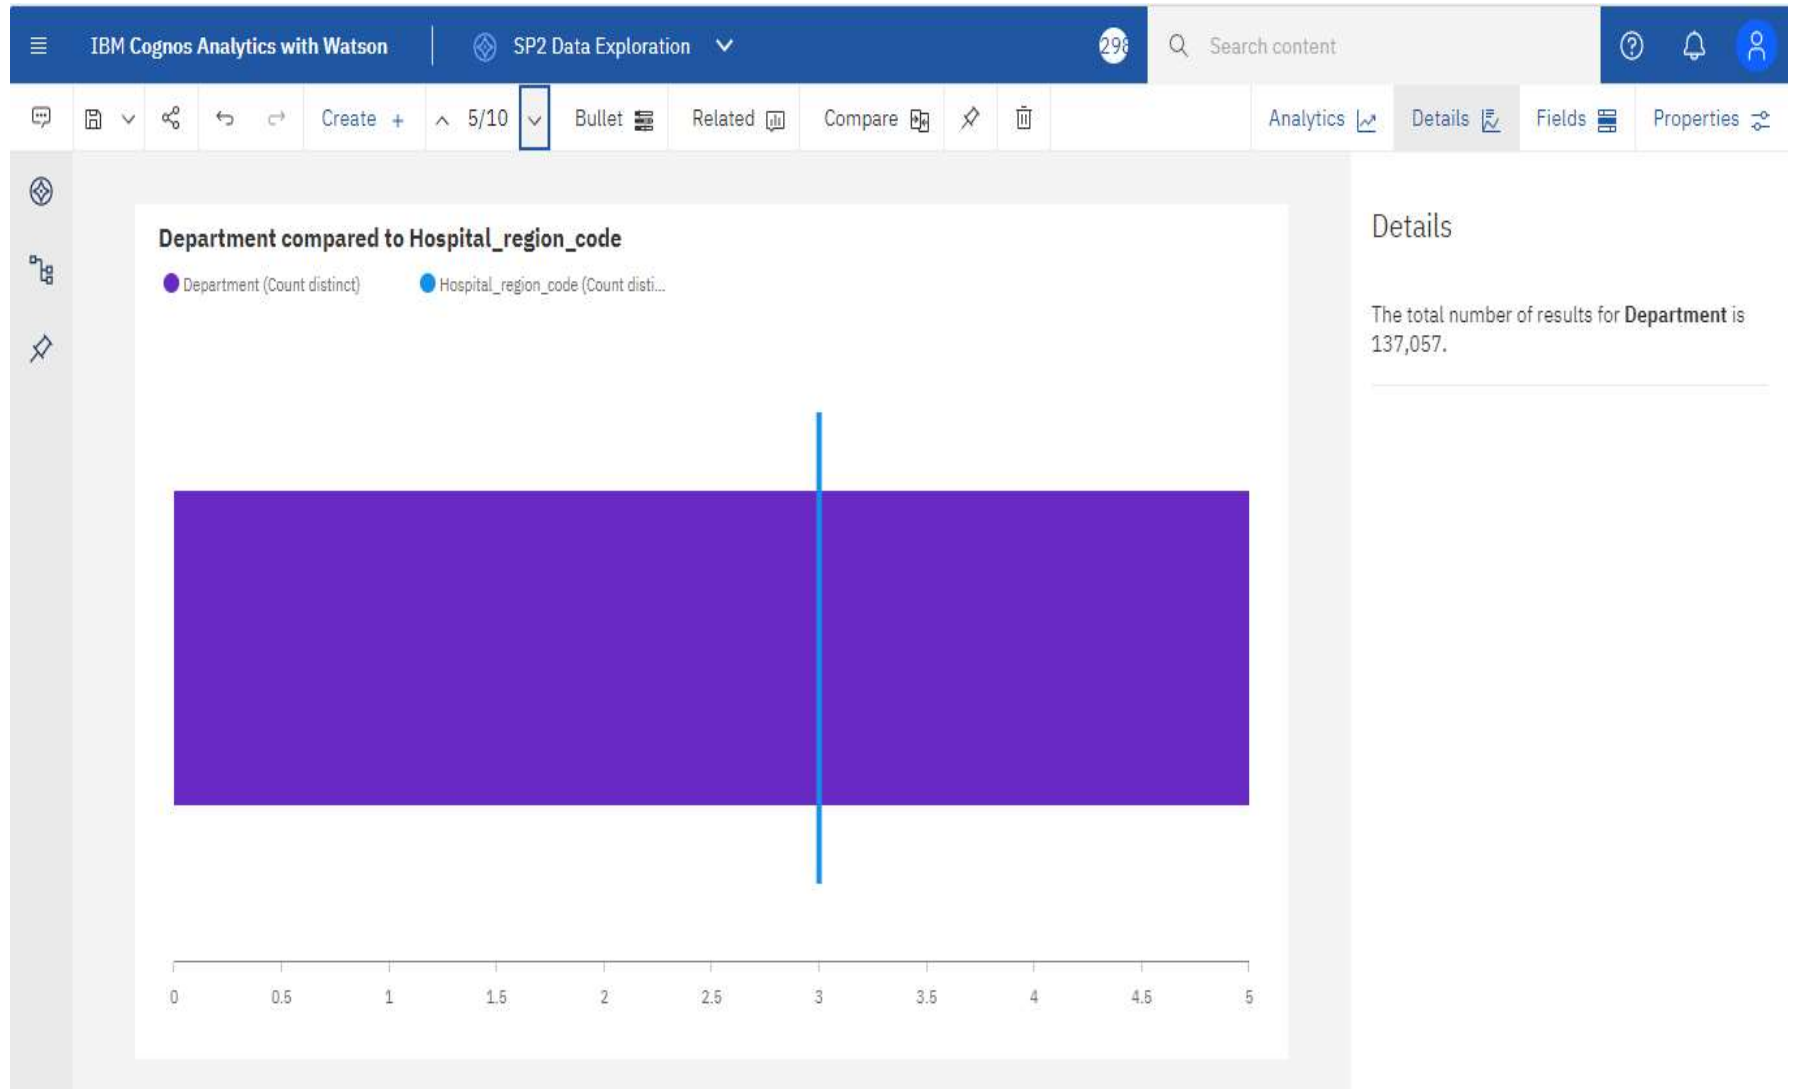 IBM Cognos Analytics with Watson
SP2 Data Exploration
298
Search content
Create +
5/10
Bullet
Related
Compare
Analytics
Details
Fields
Properties
Department compared to Hospital_region_code
Department (Count distinct)
Hospital_region_code (Count disti...
0 0.5 1 1.5 2 2.5 3 3.5 4 4.5 5
Details
The total number of results for Department is
137,057.